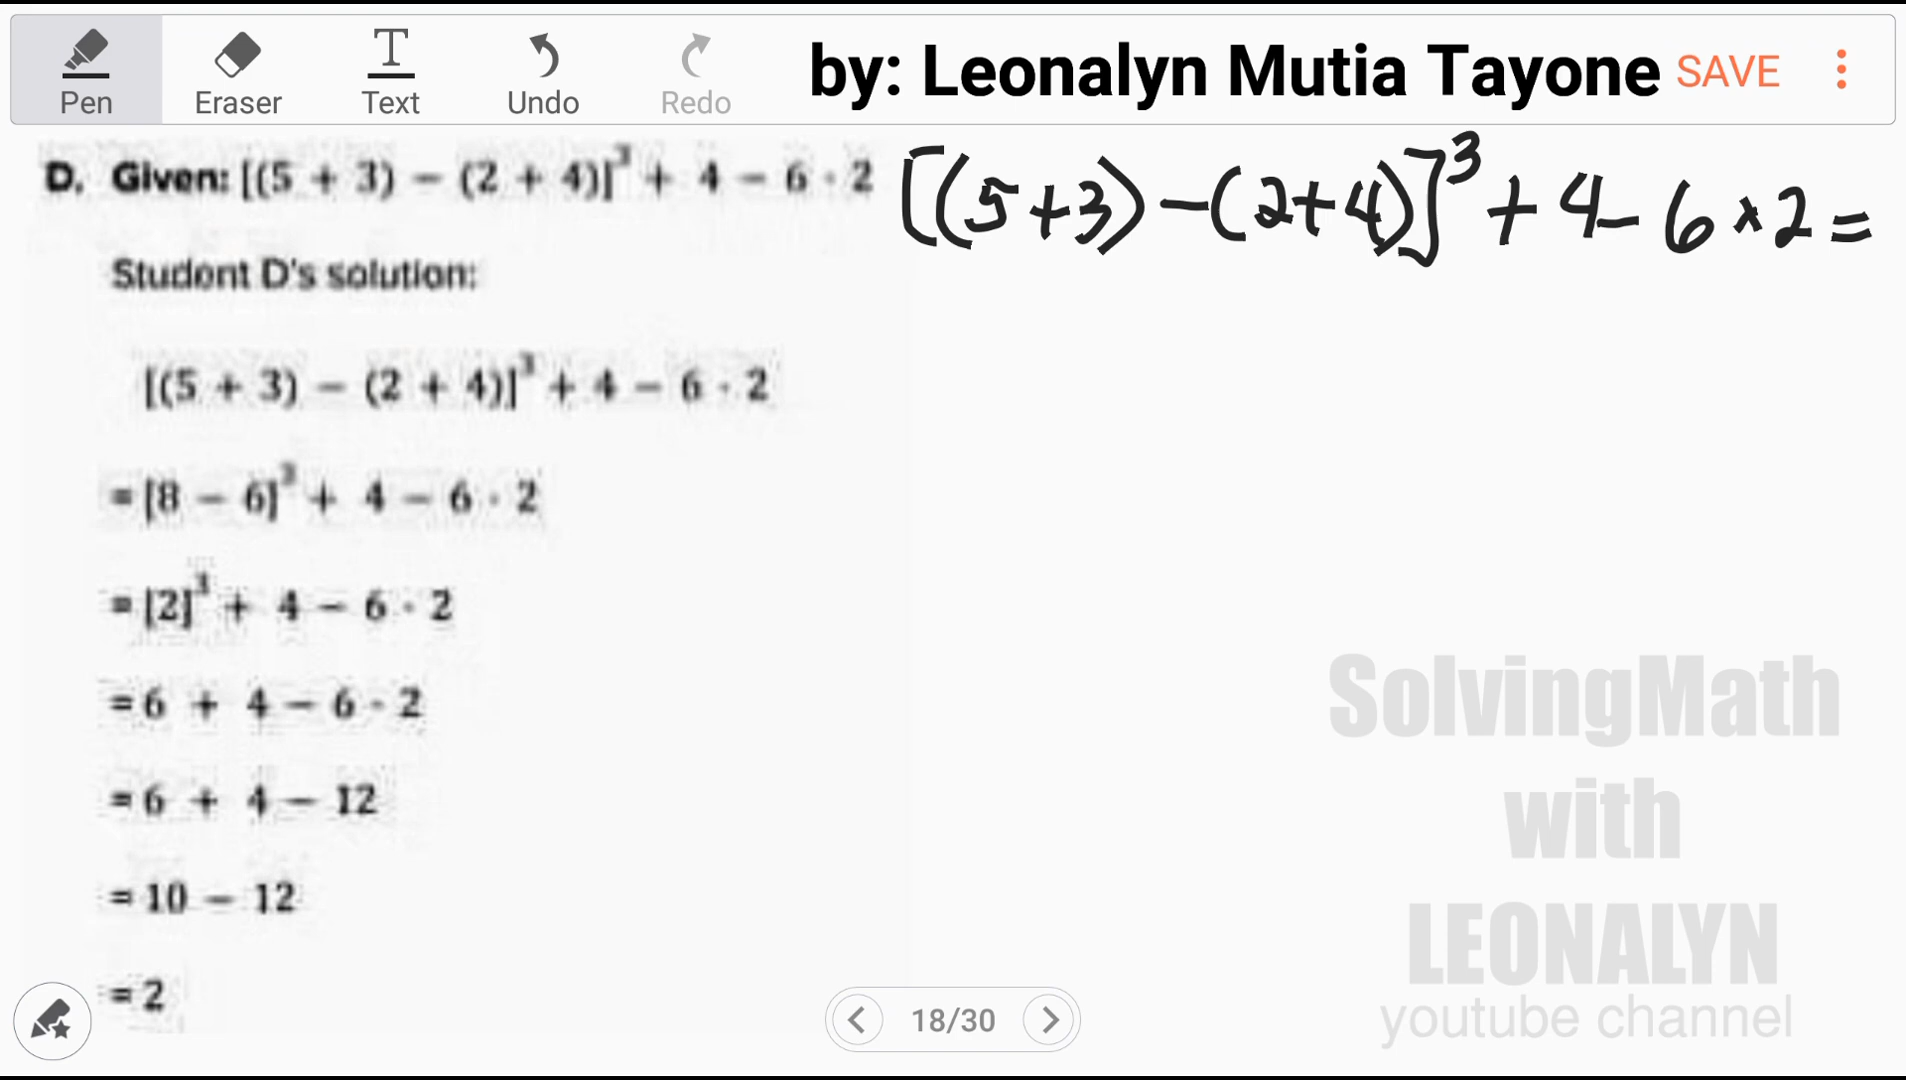 Pen
Eraser
Text
Undo
Redo
by: Leonalyn Mutia Tayone
SAVE
D. Given: [(5 + 3) − (2 + 4)]³ + 4 − 6 · 2
[(5+3)-(2+4)]³+4-6×2=
Student D's solution:
[(5 + 3) − (2 + 4)]³ + 4 − 6 · 2
= [8 − 6]³ + 4 − 6 · 2
= [2]³ + 4 − 6 · 2
= 6 + 4 − 6 · 2
= 6 + 4 − 12
= 10 − 12
= 2
18/30
SolvingMath
with
LEONALYN
youtube channel